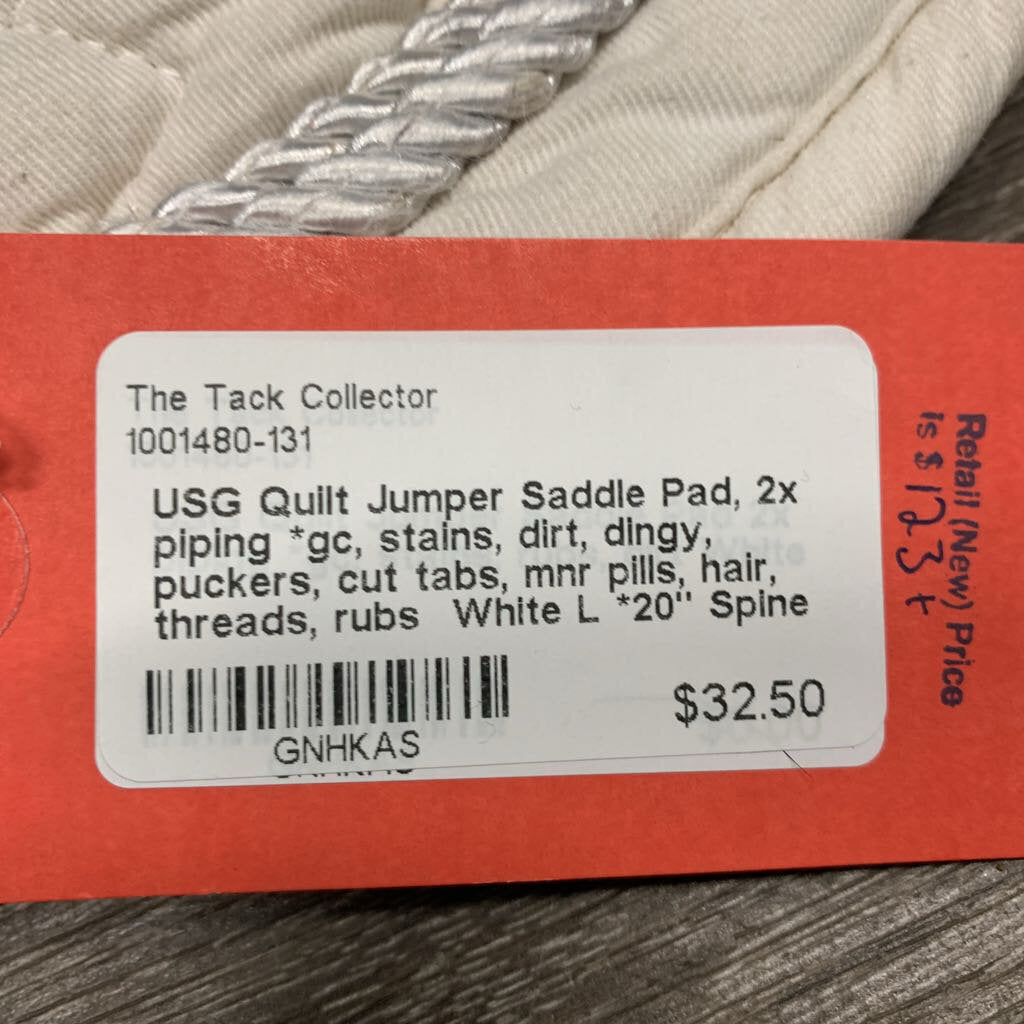 The Tack Collector
1001480-131
USG Quilt Jumper Saddle Pad, 2x
piping *gc, stains, dirt, dingy,
puckers, cut tabs, mnr pills, hair,
threads, rubs White L *20" Spine
$32.50
GNHKAS
Retail (New) Price
Is $ 123 +